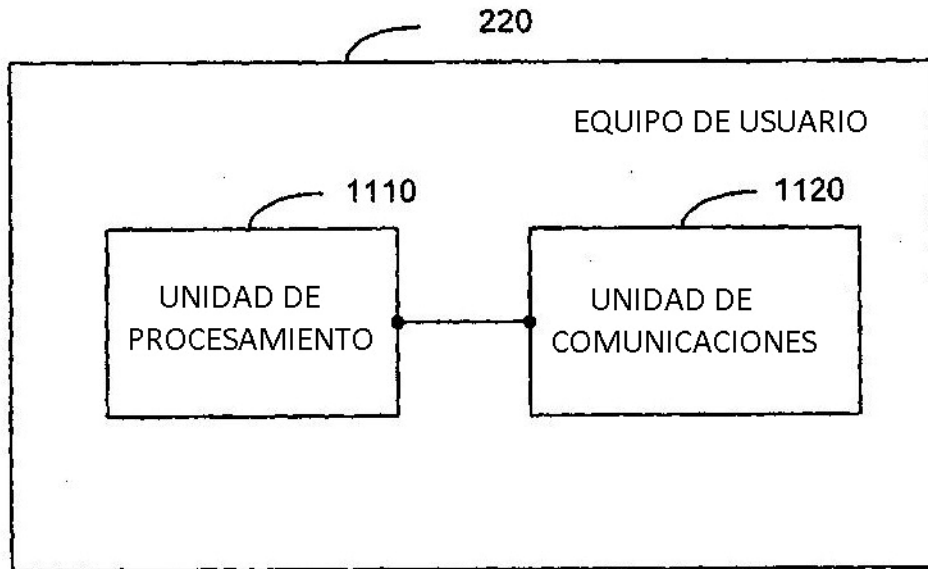 220
EQUIPO DE USUARIO
1110
1120
UNIDAD DE
PROCESAMIENTO
UNIDAD DE
COMUNICACIONES